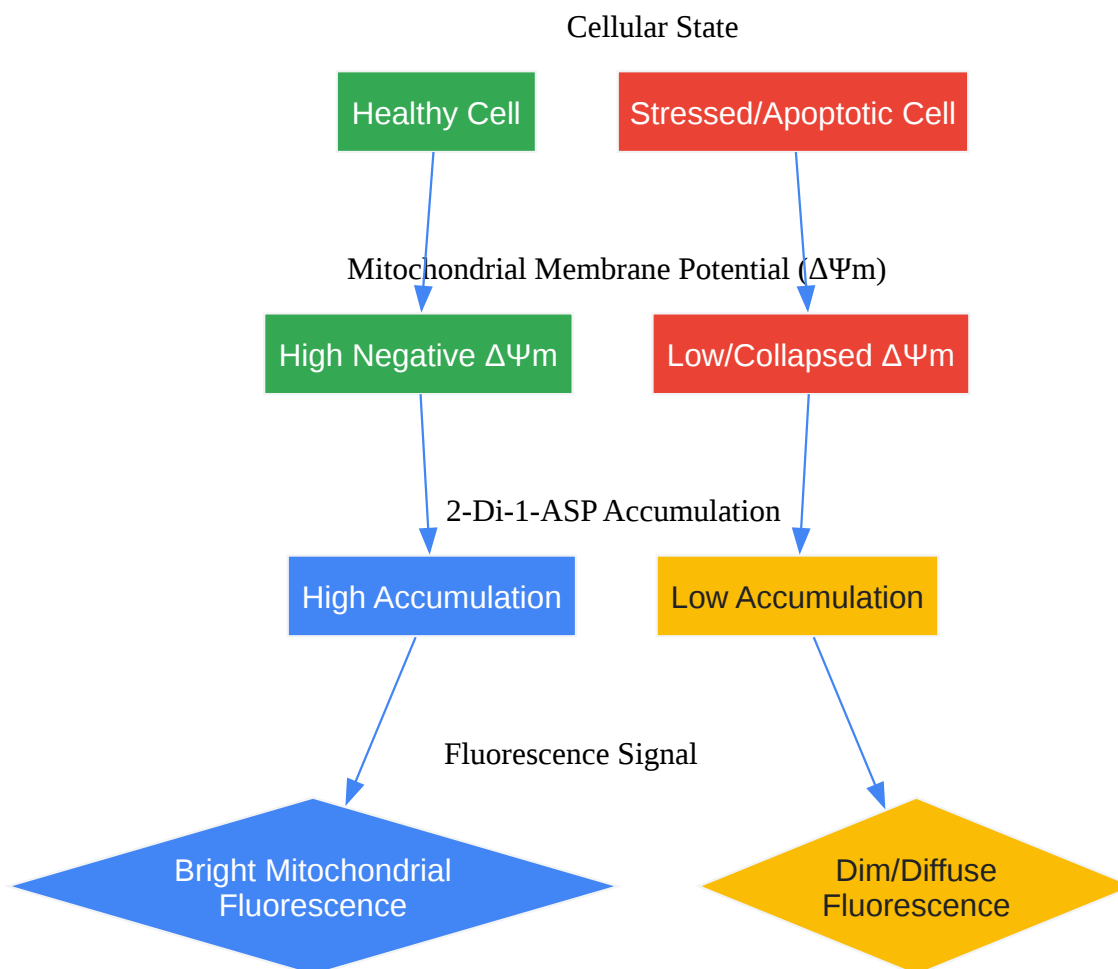 Cellular State
Healthy Cell
Stressed/Apoptotic Cell
Mitochondrial Membrane Potential (ΔΨm)
High Negative ΔΨm
Low/Collapsed ΔΨm
2-Di-1-ASP Accumulation
High Accumulation
Low Accumulation
Fluorescence Signal
Bright Mitochondrial
Fluorescence
Dim/Diffuse
Fluorescence